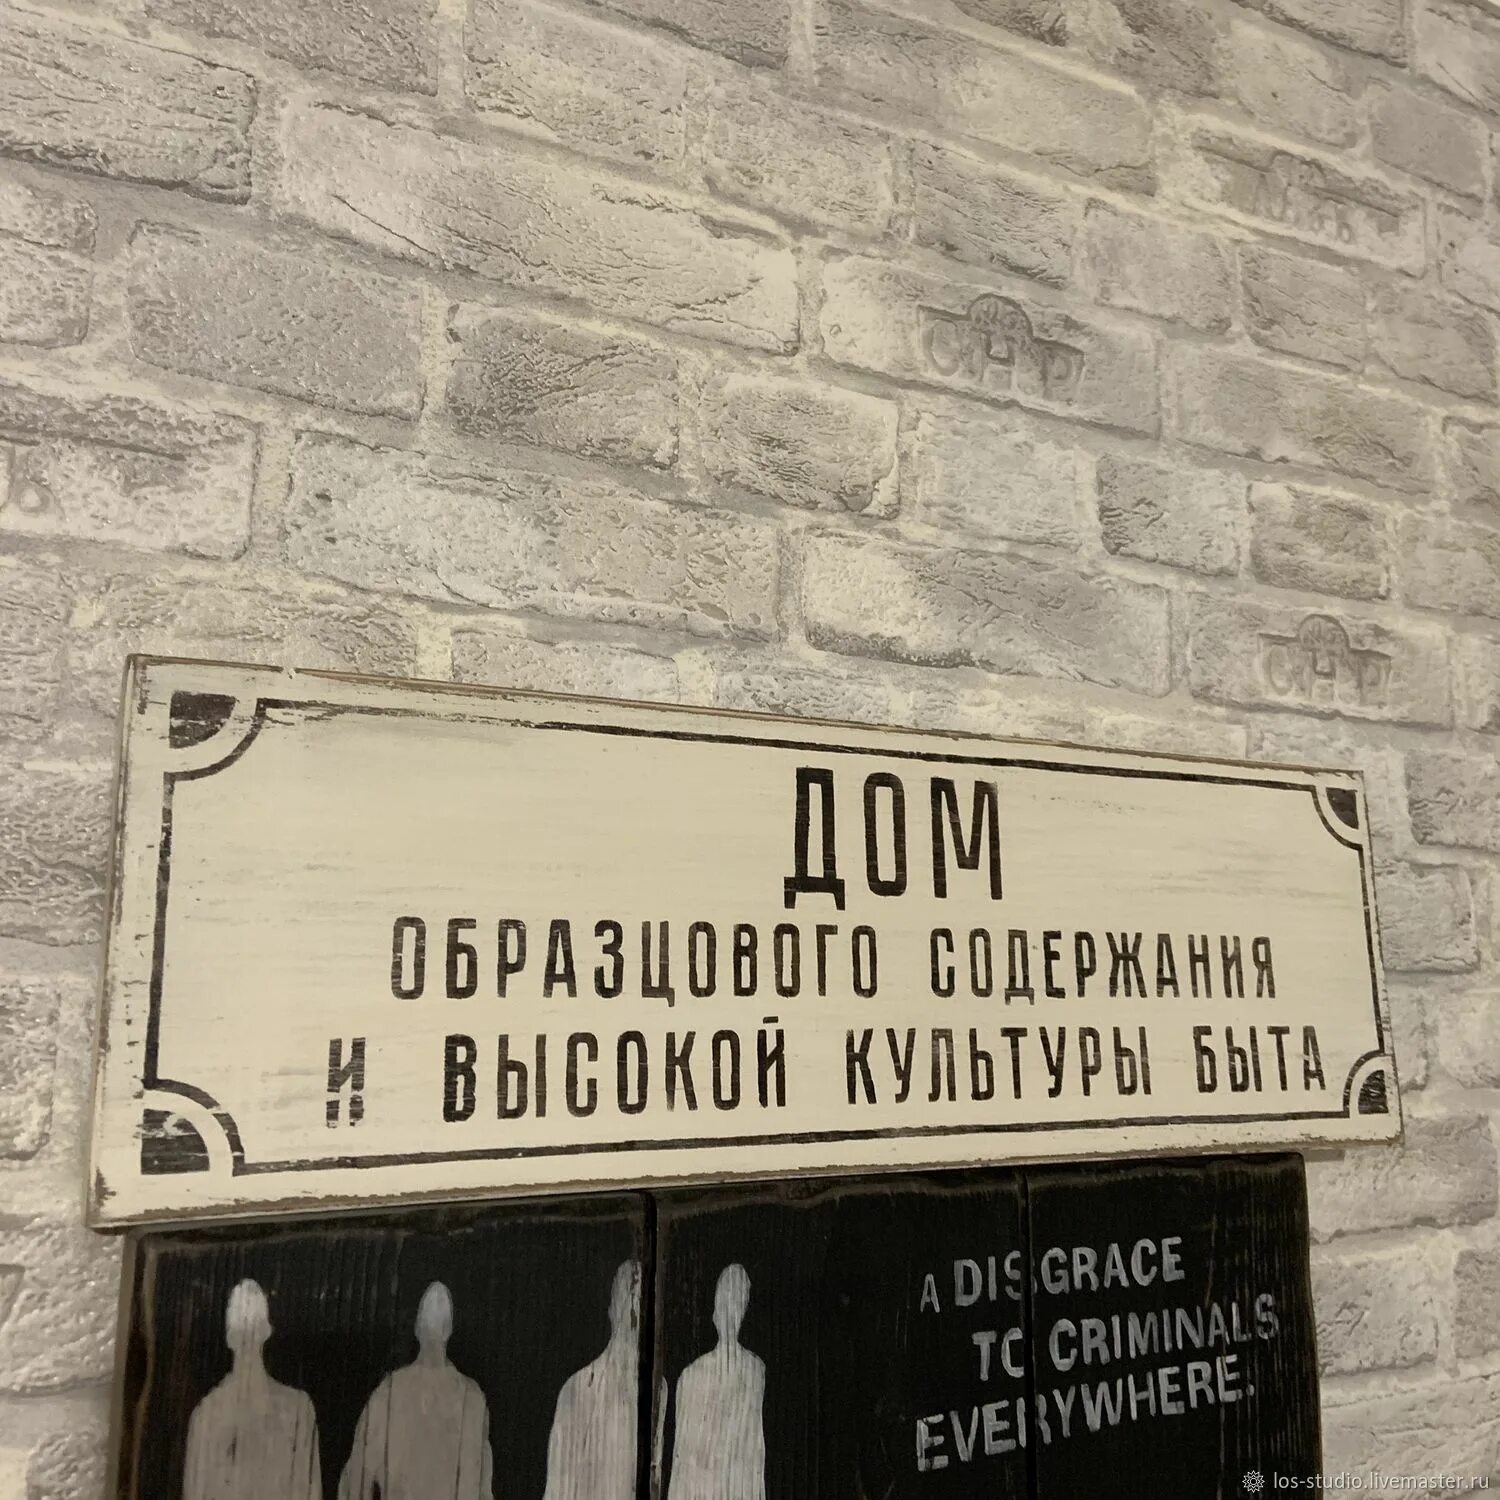 ДОМ
ОБРАЗЦОВОГО СОДЕРЖАНИЯ
И ВЫСОКОЙ КУЛЬТУРЫ БЫТА
A DISGRACE
TO CRIMINALS
EVERYWHERE.
los-studio.livemaster.ru